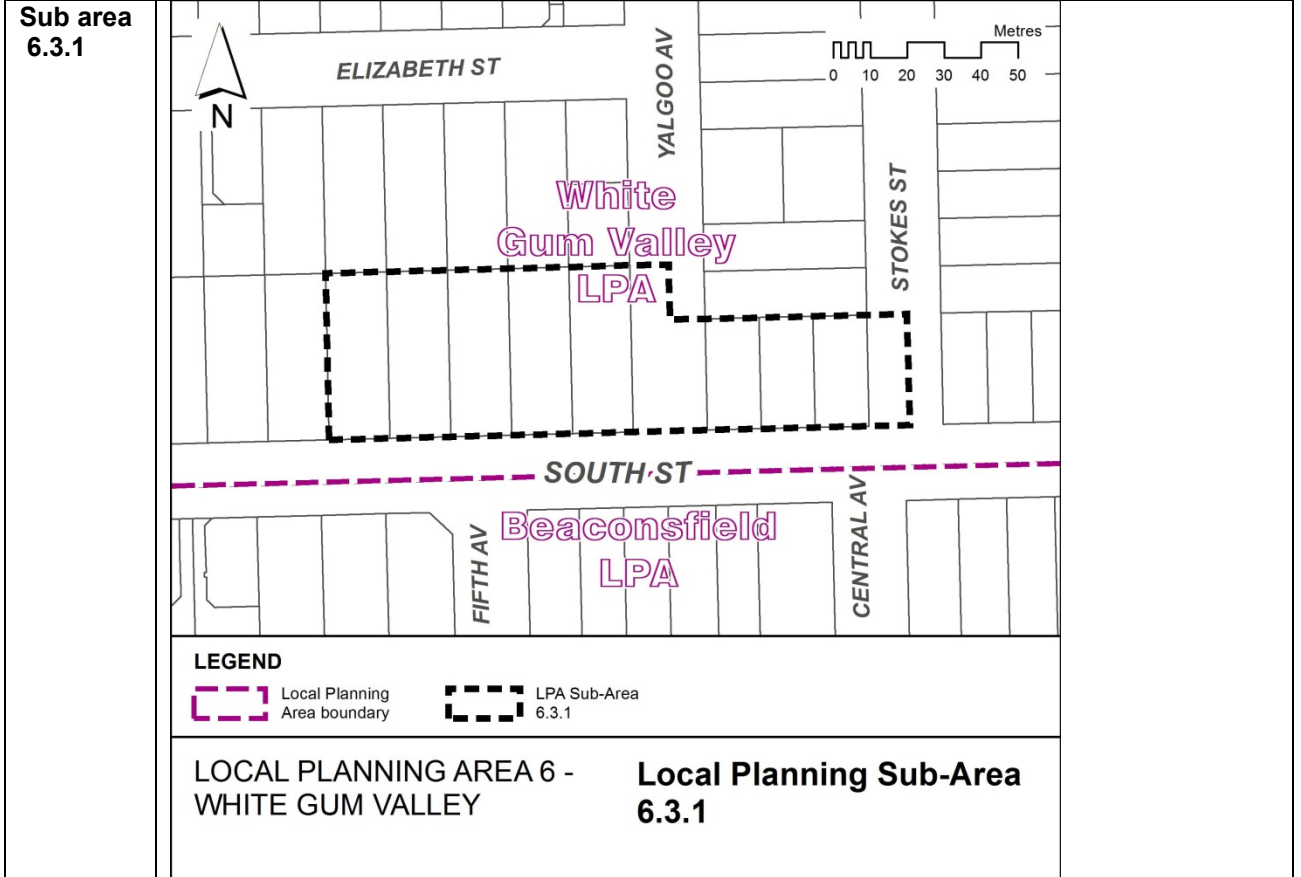 Sub area
6.3.1
Metres
0 10 20 30 40 50
N
ELIZABETH ST
YALGOO AV
STOKES ST
White
Gum Valley
LPA
SOUTH ST
Beaconsfield
LPA
FIFTH AV
CENTRAL AV
LEGEND
Local Planning
Area boundary
LPA Sub-Area
6.3.1
LOCAL PLANNING AREA 6 -
WHITE GUM VALLEY
Local Planning Sub-Area
6.3.1